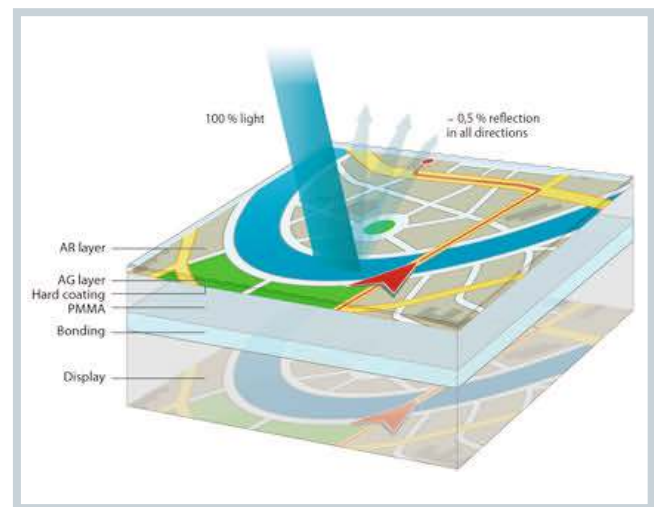 100 % light
~ 0,5 % reflection
in all directions
AR layer
AG layer
Hard coating
PMMA
Bonding
Display